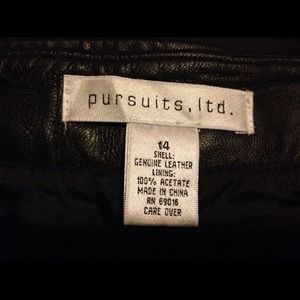 pursuits, ltd.
14
SHELL:
GENUINE LEATHER
LINING:
100% ACETATE
MADE IN CHINA
RN 69016
CARE OVER